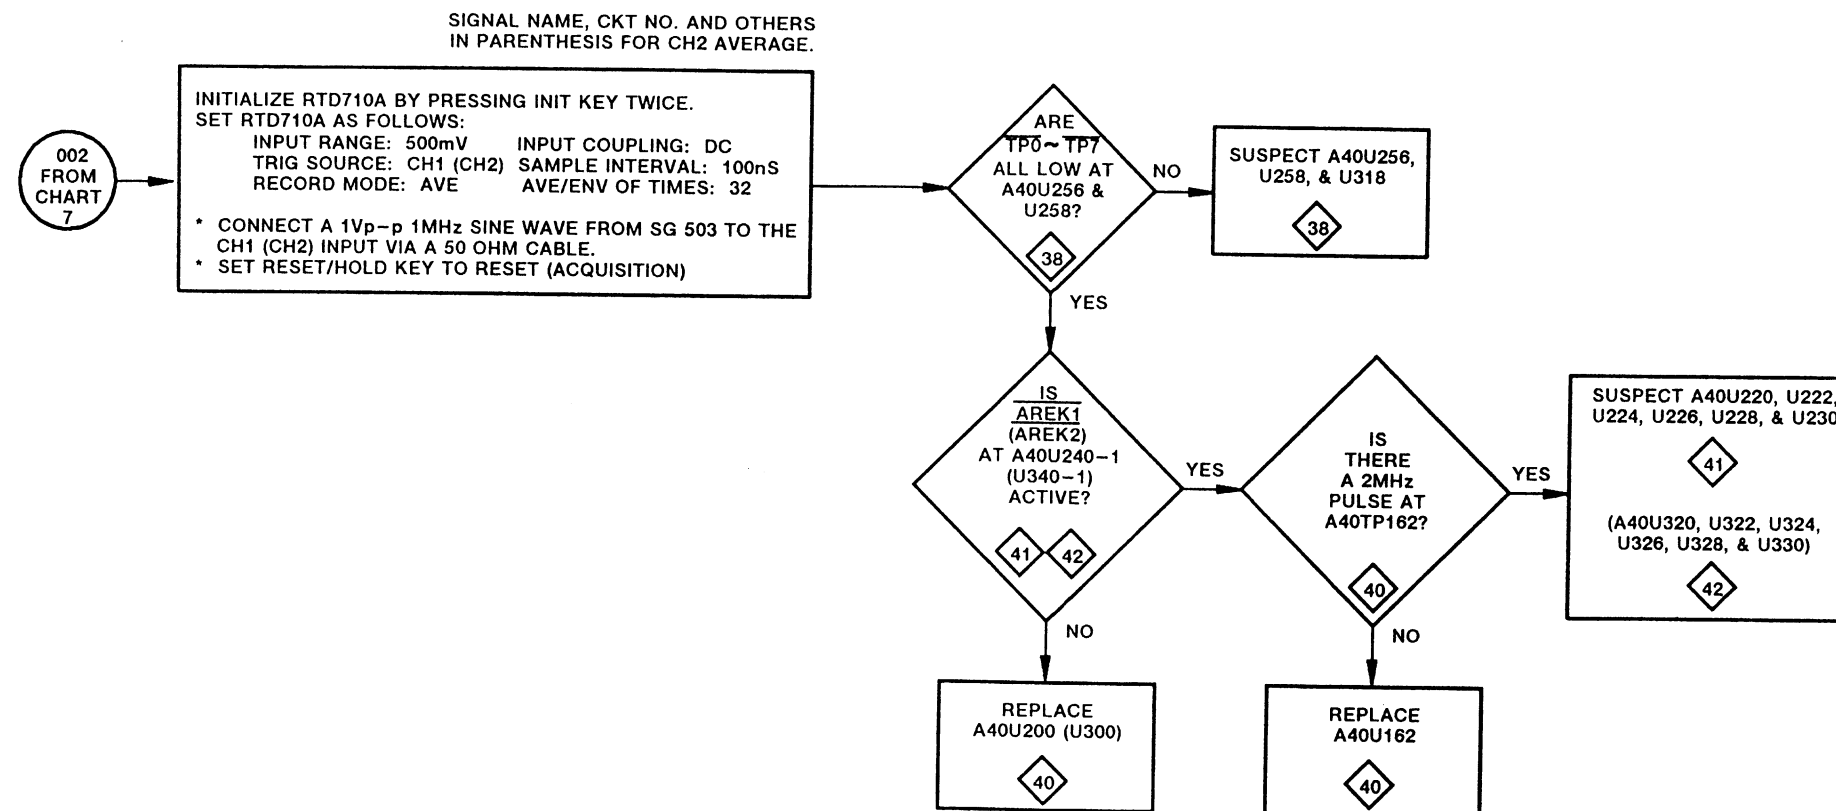 SIGNAL NAME, CKT NO. AND OTHERS
IN PARENTHESIS FOR CH2 AVERAGE.
002
FROM
CHART
7
INITIALIZE RTD710A BY PRESSING INIT KEY TWICE.
SET RTD710A AS FOLLOWS:
INPUT RANGE: 500mV INPUT COUPLING: DC
TRIG SOURCE: CH1 (CH2) SAMPLE INTERVAL: 100nS
RECORD MODE: AVE AVE/ENV OF TIMES: 32
* CONNECT A 1Vp-p 1MHz SINE WAVE FROM SG 503 TO THE
CH1 (CH2) INPUT VIA A 50 OHM CABLE.
* SET RESET/HOLD KEY TO RESET (ACQUISITION)
ARE
TP0~TP7
ALL LOW AT
A40U256 &
U258?
38
NO
SUSPECT A40U256,
U258, & U318
38
YES
IS
AREK1
(AREK2)
AT A40U240-1
(U340-1)
ACTIVE?
41 42
YES
IS
THERE
A 2MHz
PULSE AT
A40TP162?
40
YES
SUSPECT A40U220, U222,
U224, U226, U228, & U230
41
(A40U320, U322, U324,
U326, U328, & U330)
42
NO
REPLACE
A40U200 (U300)
40
NO
REPLACE
A40U162
40